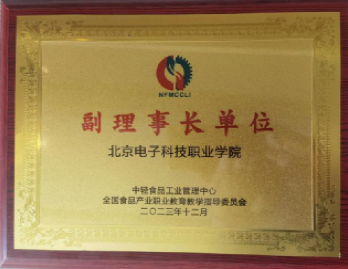 NFMCCLI
副理事长单位
北京电子科技职业学院
中轻食品工业管理中心
全国食品产业职业教育教学指导委员会
二〇二三年十二月